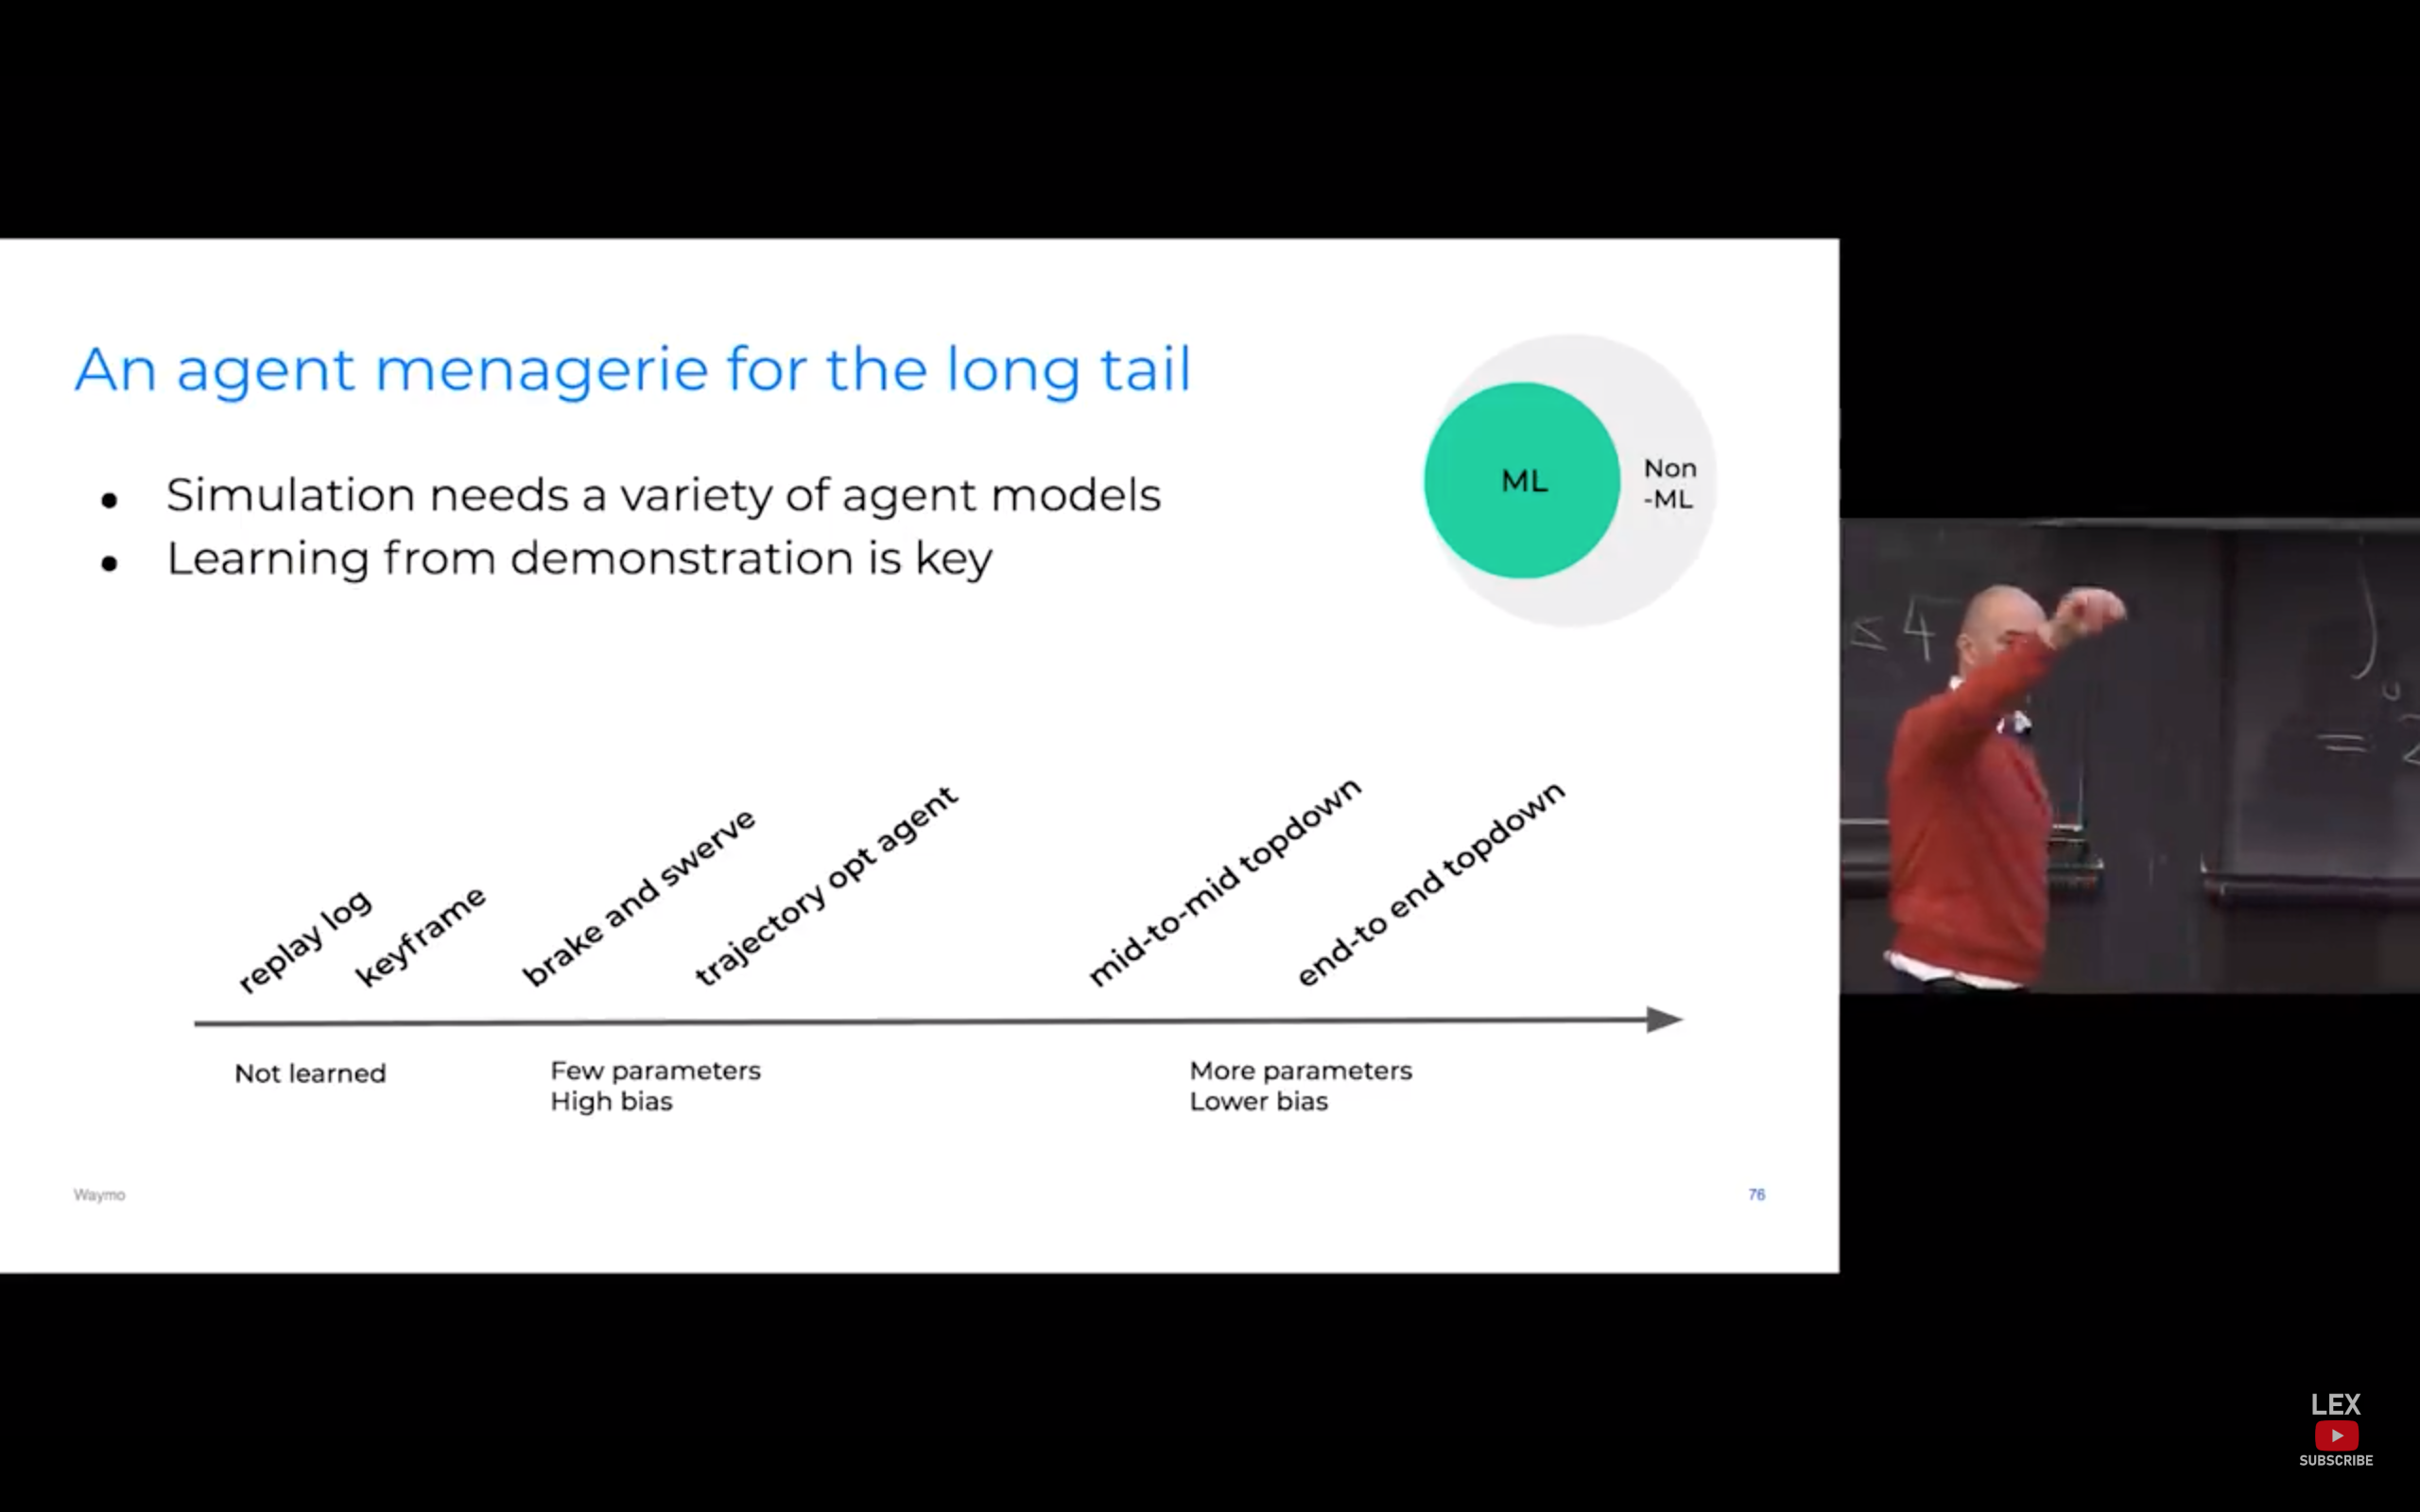 An agent menagerie for the long tail
• Simulation needs a variety of agent models
• Learning from demonstration is key
ML
Non
-ML
replay log
keyframe
brake and swerve
trajectory opt agent
mid-to-mid topdown
end-to end topdown
Not learned
Few parameters
High bias
More parameters
Lower bias
Waymo
76
≤ 4
= 2
LEX
SUBSCRIBE